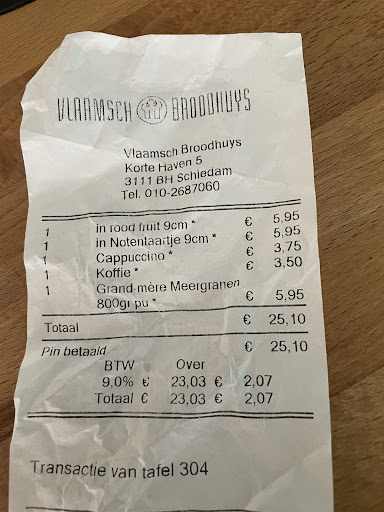 VLAAMSCH BROODHUYS
Vlaamsch Broodhuys
Korte Haven 5
3111 BH Schiedam
Tel. 010-2687060
1 in rood fruit 9cm * € 5,95
1 in Notentaartje 9cm * € 5,95
1 Cappuccino * € 3,75
1 Koffie * € 3,50
1 Grand-mère Meergranen
800gr pu * € 5,95
Totaal € 25,10
Pin betaald € 25,10
BTW Over
9,0% € 23,03 € 2,07
Totaal € 23,03 € 2,07
Transactie van tafel 304